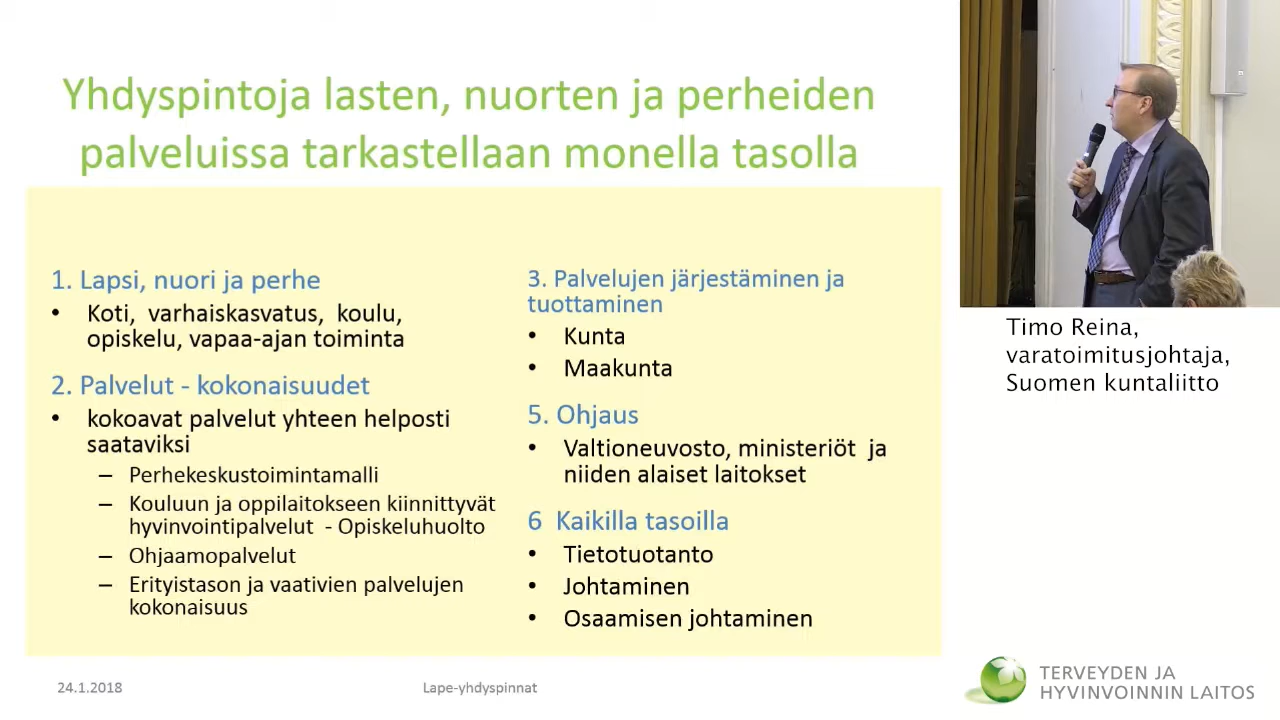 Yhdyspintoja lasten, nuorten ja perheiden
palveluissa tarkastellaan monella tasolla
1. Lapsi, nuori ja perhe
• Koti, varhaiskasvatus, koulu,
opiskelu, vapaa-ajan toiminta
2. Palvelut - kokonaisuudet
• kokoavat palvelut yhteen helposti
saataviksi
– Perhekeskustoimintamalli
– Kouluun ja oppilaitokseen kiinnittyvät
hyvinvointipalvelut - Opiskeluhuolto
– Ohjaamopalvelut
– Erityistason ja vaativien palvelujen
kokonaisuus
3. Palvelujen järjestäminen ja
tuottaminen
• Kunta
• Maakunta
5. Ohjaus
• Valtioneuvosto, ministeriöt ja
niiden alaiset laitokset
6 Kaikilla tasoilla
• Tietotuotanto
• Johtaminen
• Osaamisen johtaminen
24.1.2018
Lape-yhdyspinnat
Timo Reina,
varatoimitusjohtaja,
Suomen kuntaliitto
TERVEYDEN JA
HYVINVOINNIN LAITOS